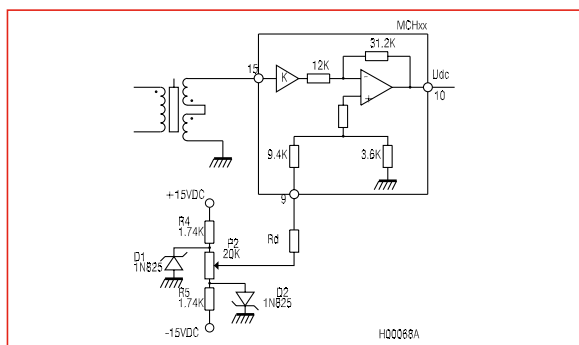 MCHxx
31.2K
15
K
12K
Udc
-
+
10
9.4K
3.6K
9
+15VDC
R4
1.74K
Rd
P2
20K
D1
1N825
R5
1.74K
D2
1N825
-15VDC
H00068A